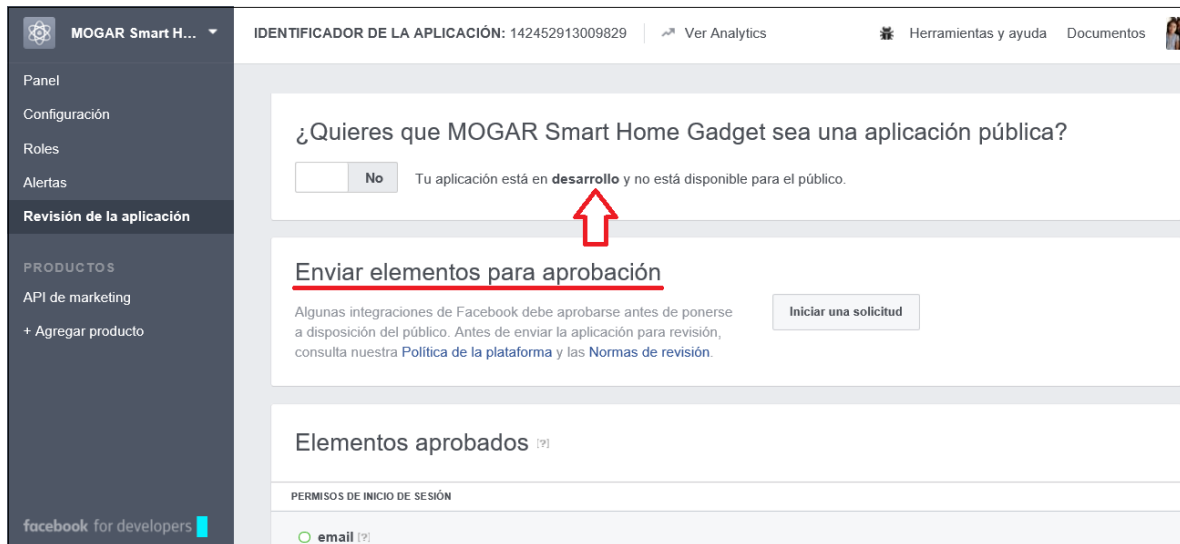 MOGAR Smart H...
IDENTIFICADOR DE LA APLICACIÓN: 142452913009829
Ver Analytics
Herramientas y ayuda
Documentos
Panel
Configuración
Roles
Alertas
Revisión de la aplicación
PRODUCTOS
API de marketing
+ Agregar producto
facebook for developers
¿Quieres que MOGAR Smart Home Gadget sea una aplicación pública?
No
Tu aplicación está en desarrollo y no está disponible para el público.
Enviar elementos para aprobación
Algunas integraciones de Facebook debe aprobarse antes de ponerse
a disposición del público. Antes de enviar la aplicación para revisión,
consulta nuestra Política de la plataforma y las Normas de revisión.
Iniciar una solicitud
Elementos aprobados [?]
PERMISOS DE INICIO DE SESIÓN
email [?]